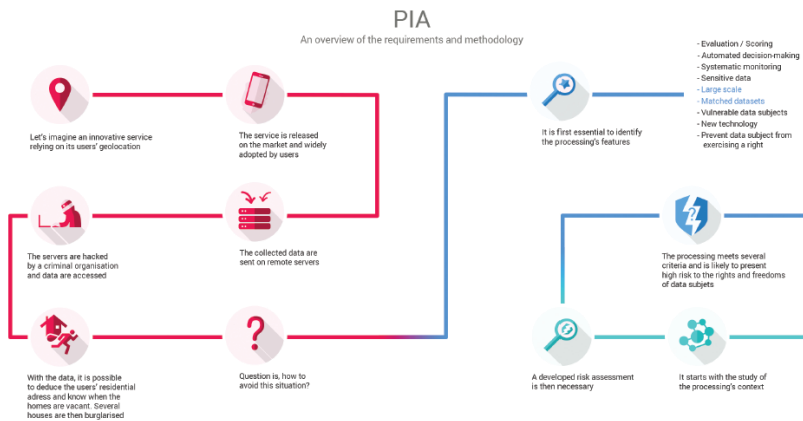 PIA
An overview of the requirements and methodology
Let's imagine an innovative service
relying on its users' geolocation
The service is released
on the market and widely
adopted by users
The servers are hacked
by a criminal organisation
and data are accessed
The collected data are
sent on remote servers
With the data, it is possible
to deduce the users' residential
adress and know when the
homes are vacant. Several
houses are then burglarised
Question is, how to
avoid this situation?
It is first essential to identify
the processing's features
- Evaluation / Scoring
- Automated decision-making
- Systematic monitoring
- Sensitive data
- Large scale
- Matched datasets
- Vulnerable data subjects
- New technology
- Prevent data subject from
exercising a right
The processing meets several
criteria and is likely to present
high risk to the rights and freedoms
of data subjets
A developed risk assessment
is then necessary
It starts with the study of
the processing's context